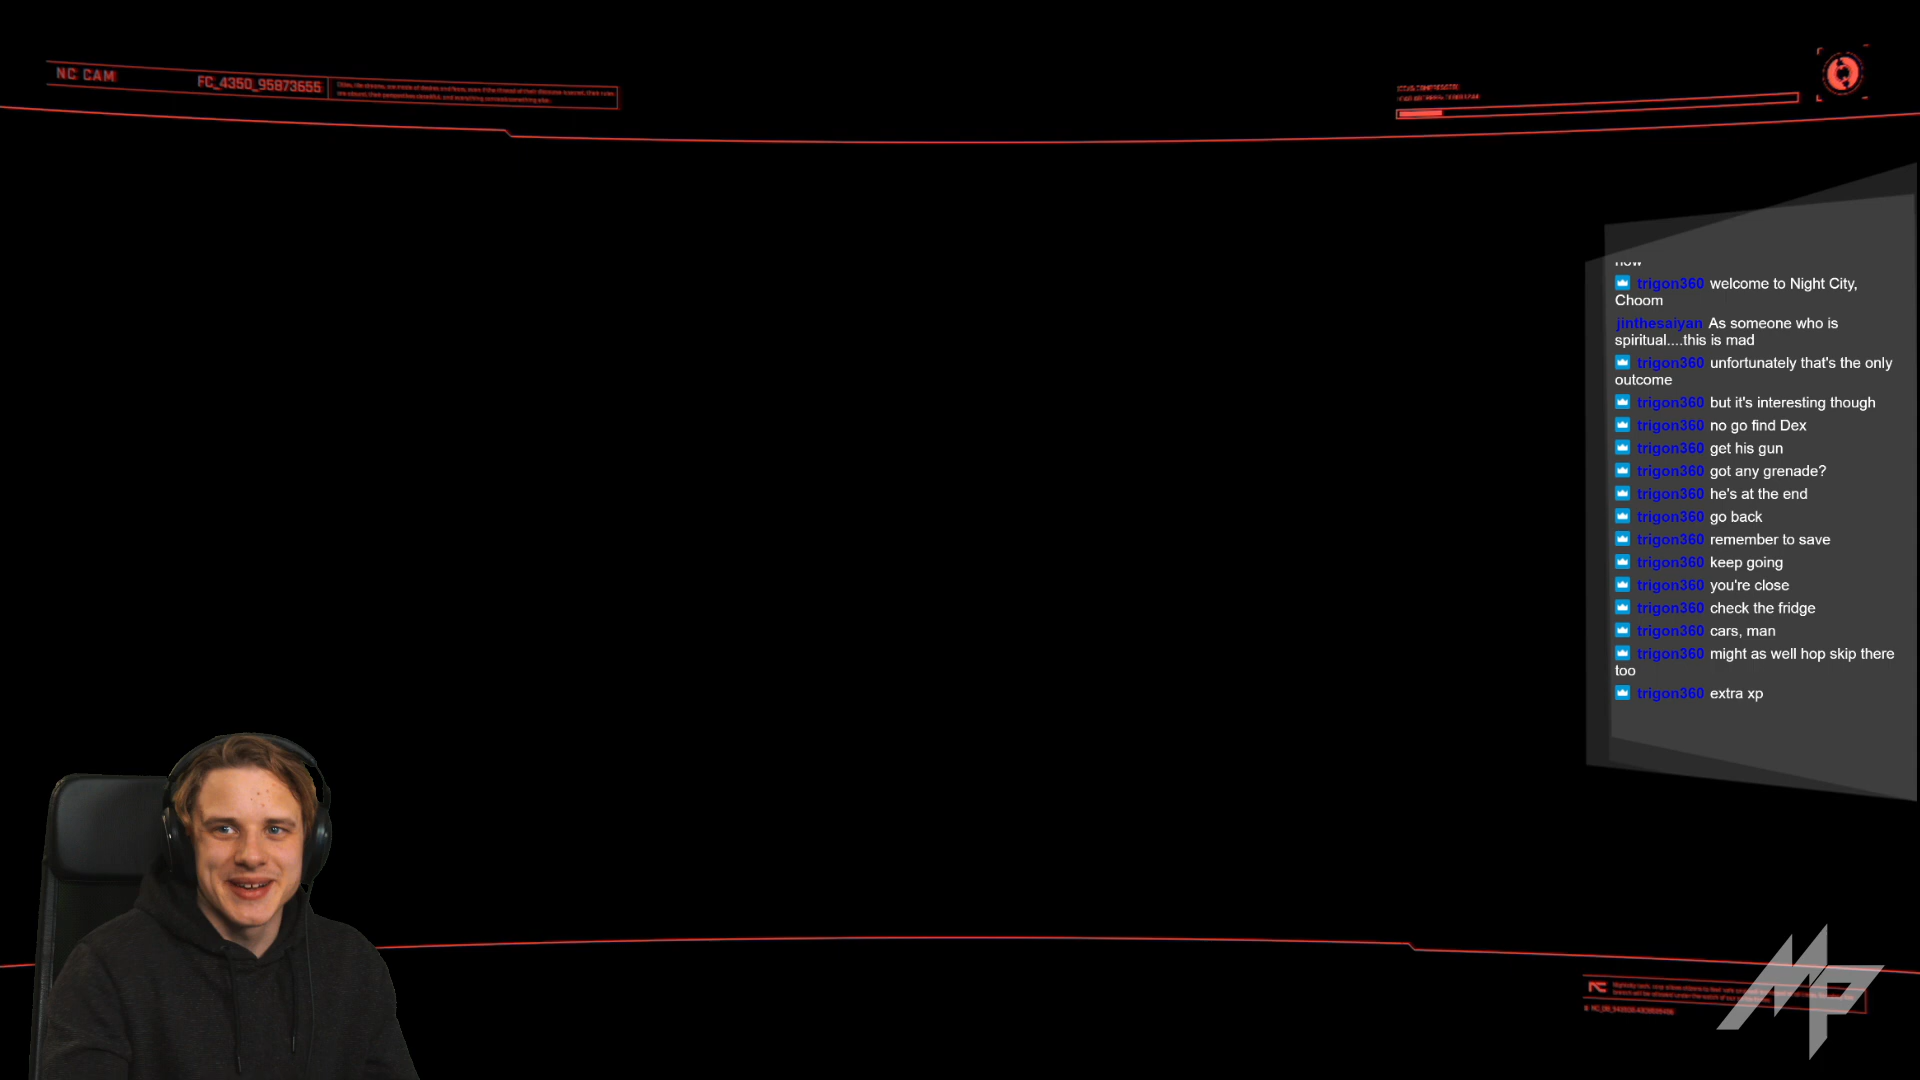 NC CAM
FC_4350_95873655
trigon360 welcome to Night City,
Choom
jinthesaiyan As someone who is
spiritual....this is mad
trigon360 unfortunately that's the only
outcome
trigon360 but it's interesting though
trigon360 no go find Dex
trigon360 get his gun
trigon360 got any grenade?
trigon360 he's at the end
trigon360 go back
trigon360 remember to save
trigon360 keep going
trigon360 you're close
trigon360 check the fridge
trigon360 cars, man
trigon360 might as well hop skip there
too
trigon360 extra xp
MP